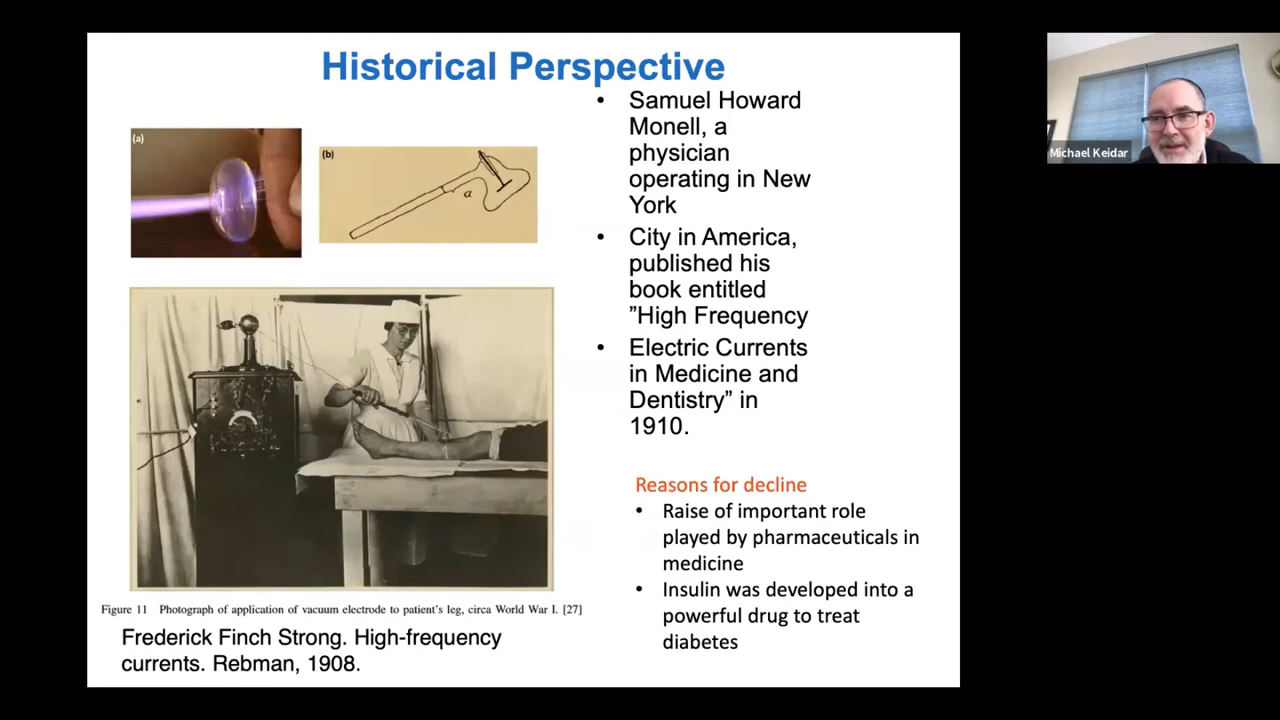 Historical Perspective
(a)
(b)
a
Figure 11 Photograph of application of vacuum electrode to patient's leg, circa World War I. [27]
Frederick Finch Strong. High-frequency
currents. Rebman, 1908.
• Samuel Howard
Monell, a
physician
operating in New
York
• City in America,
published his
book entitled
”High Frequency
• Electric Currents
in Medicine and
Dentistry” in
1910.
Reasons for decline
• Raise of important role
played by pharmaceuticals in
medicine
• Insulin was developed into a
powerful drug to treat
diabetes
Michael Keidar